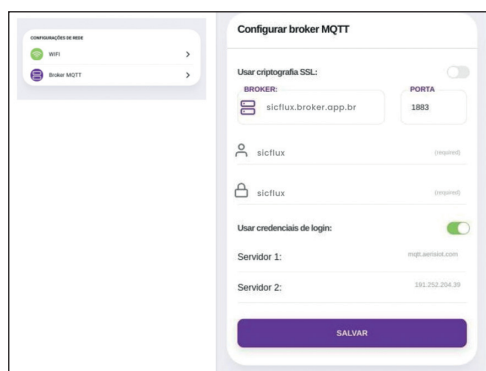 CONFIGURAÇÕES DE REDE
WiFi
Broker MQTT
Configurar broker MQTT
Usar criptografia SSL:
BROKER:
PORTA
sicflux.broker.app.br
1883
sicflux
(required)
sicflux
(required)
Usar credenciais de login:
Servidor 1:
mqtt.aerixiot.com
Servidor 2:
191.252.204.39
SALVAR